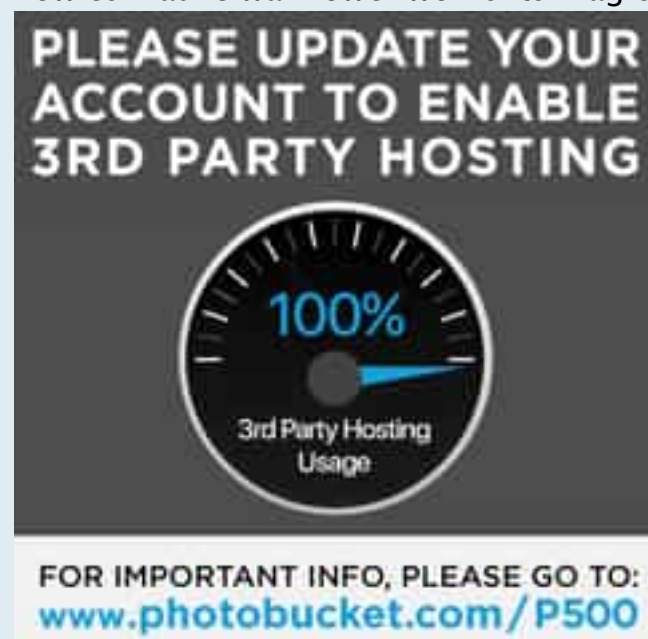 PLEASE UPDATE YOUR
ACCOUNT TO ENABLE
3RD PARTY HOSTING
100%
3rd Party Hosting
Usage
FOR IMPORTANT INFO, PLEASE GO TO:
www.photobucket.com/P500